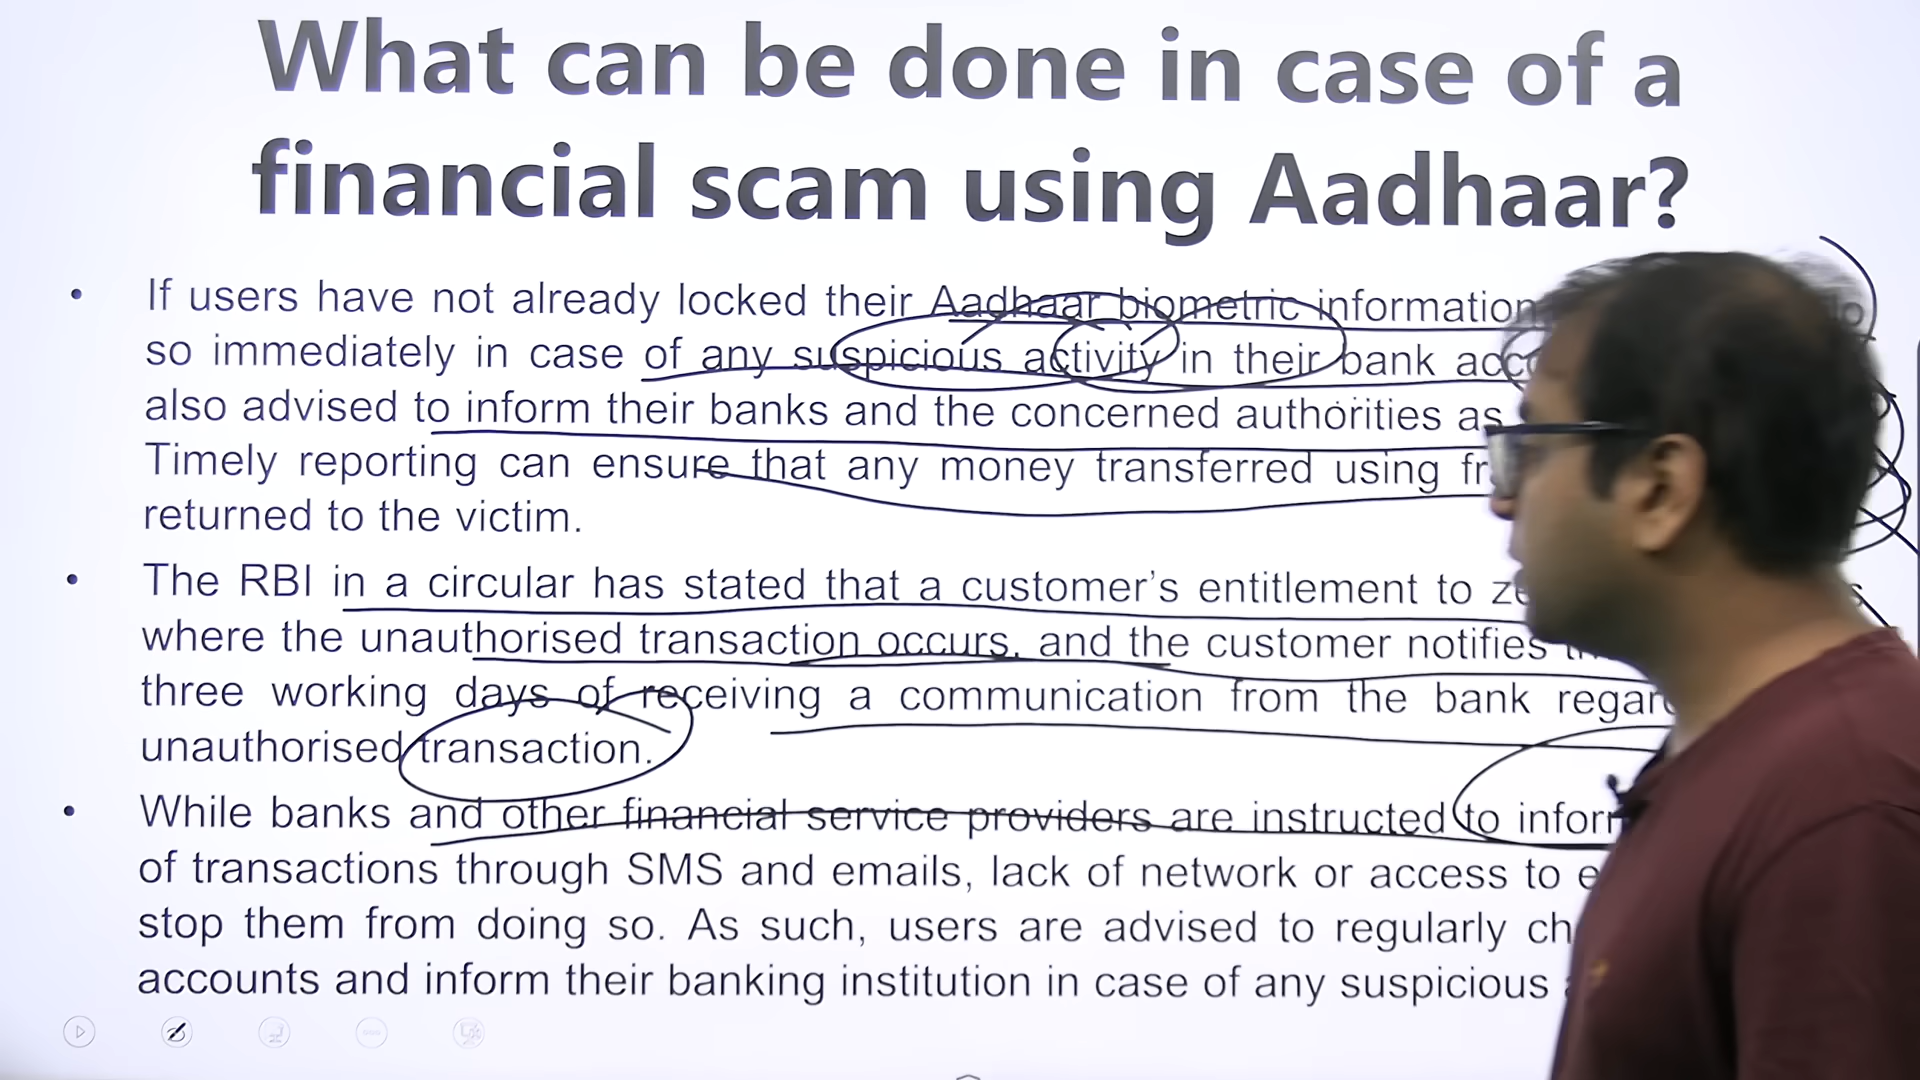 What can be done in case of a
financial scam using Aadhaar?
• If users have not already locked their Aadhaar biometric information
so immediately in case of any suspicious activity in their bank
also advised to inform their banks and the concerned authorities as
Timely reporting can ensure that any money transferred using
returned to the victim.
• The RBI in a circular has stated that a customer’s entitlement to
where the unauthorised transaction occurs, and the customer notifies
three working days of receiving a communication from the bank
unauthorised transaction.
• While banks and other financial service providers are instructed to
of transactions through SMS and emails, lack of network or access to
stop them from doing so. As such, users are advised to regularly
accounts and inform their banking institution in case of any suspicious